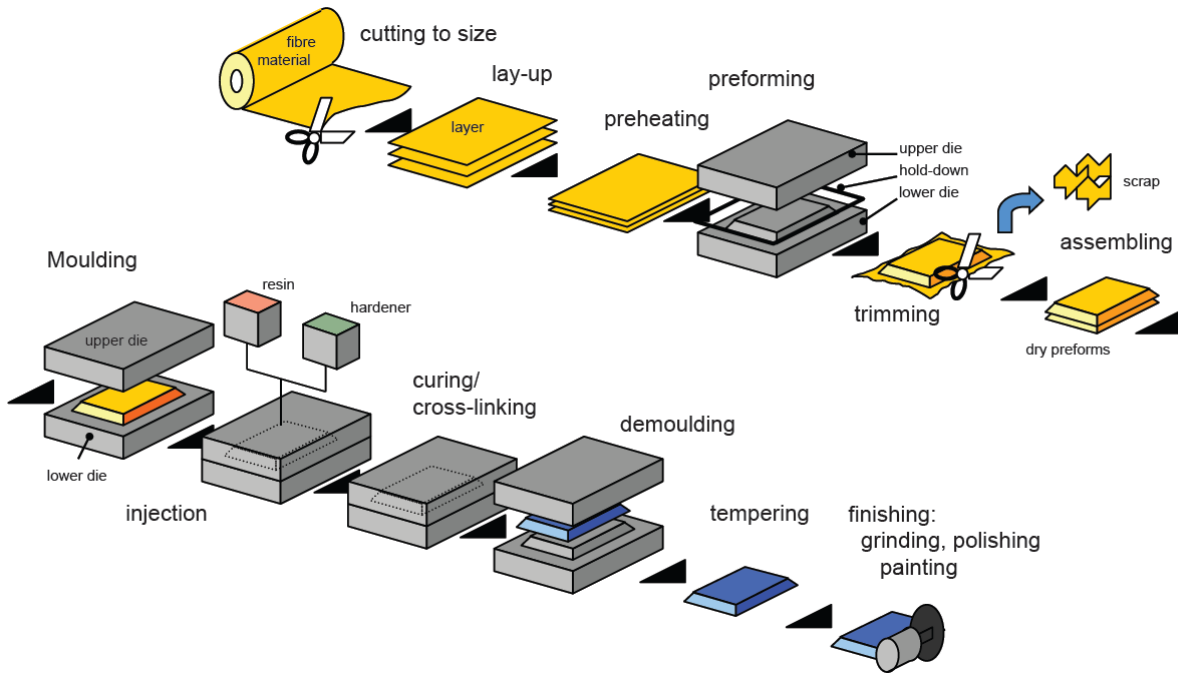 fibre
material
cutting to size
lay-up
layer
preheating
preforming
upper die
hold-down
lower die
scrap
trimming
assembling
dry preforms
Moulding
upper die
lower die
resin
hardener
injection
curing/
cross-linking
demoulding
tempering
finishing:
grinding, polishing
painting